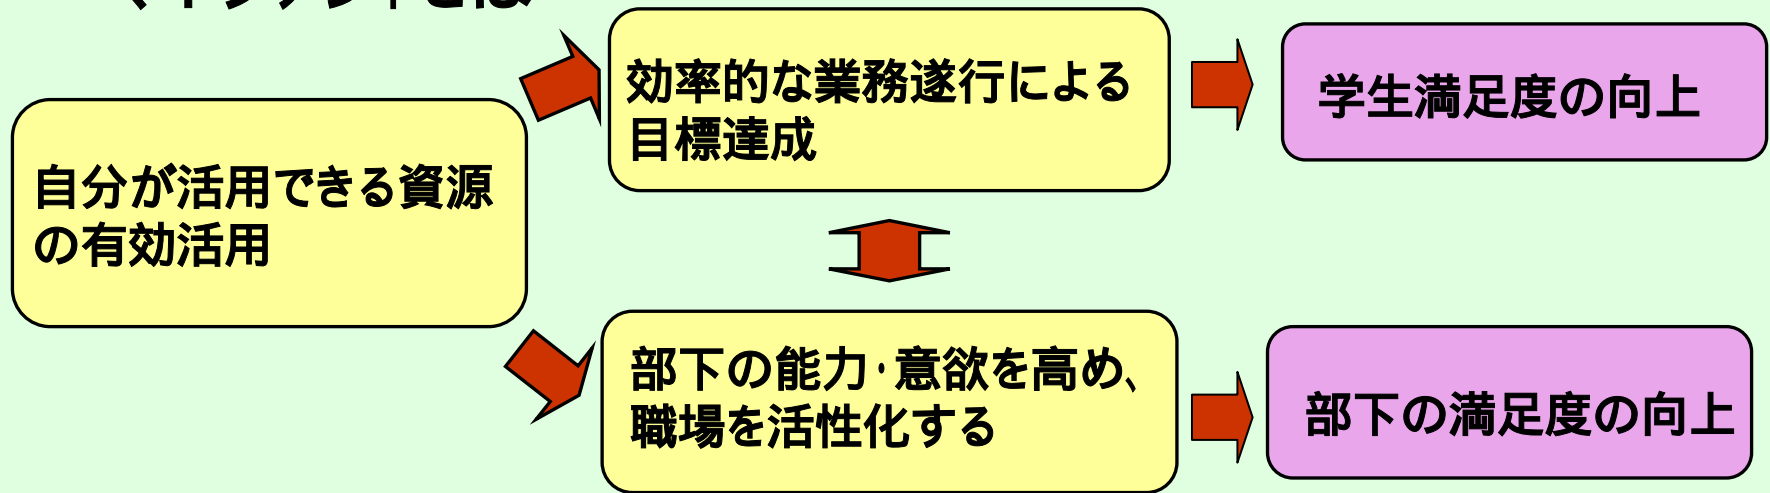 自分が活用できる資源
の有効活用
効率的な業務遂行による
目標達成
学生満足度の向上
部下の能力・意欲を高め、
職場を活性化する
部下の満足度の向上